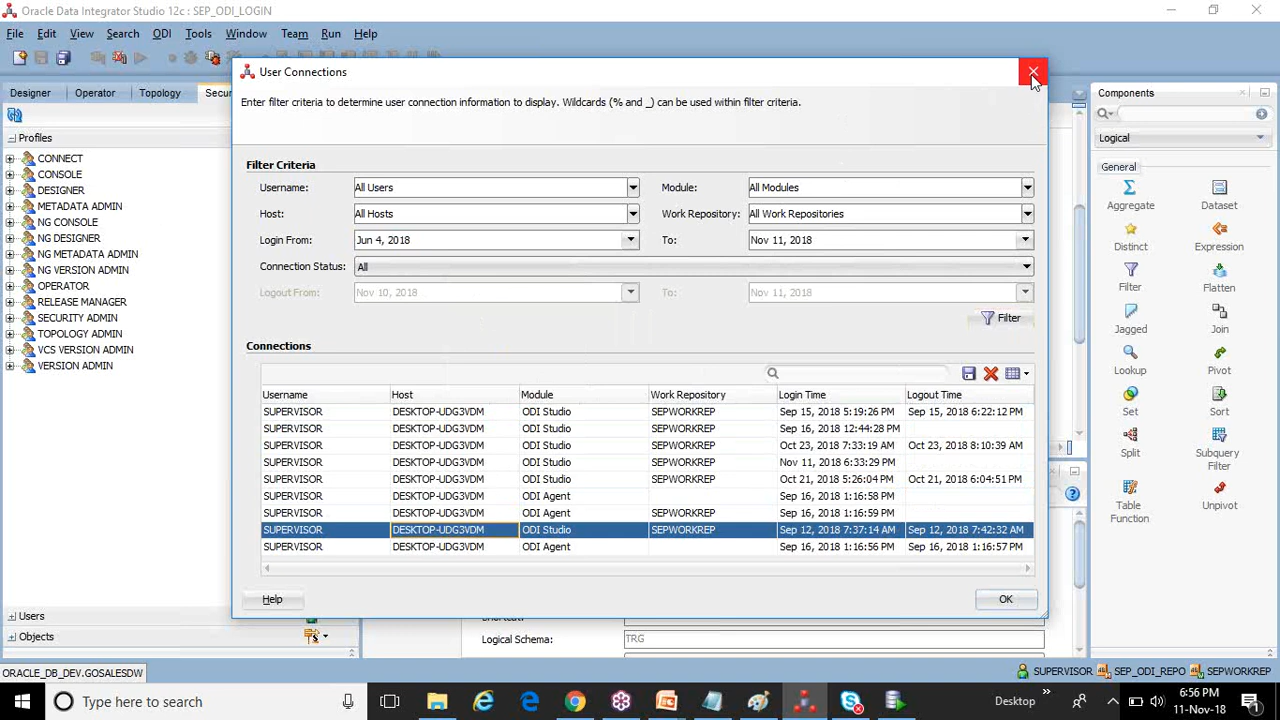 Oracle Data Integrator Studio 12c : SEP_ODI_LOGIN
File Edit View Search ODI Tools Window Team Run Help
Designer Operator Topology Secu
Profiles
CONNECT
CONSOLE
DESIGNER
METADATA ADMIN
NG CONSOLE
NG DESIGNER
NG METADATA ADMIN
NG VERSION ADMIN
OPERATOR
RELEASE MANAGER
SECURITY ADMIN
TOPOLOGY ADMIN
VCS VERSION ADMIN
VERSION ADMIN
Users
Objects
ORACLE_DB_DEV.GOSALESDW
User Connections
Enter filter criteria to determine user connection information to display. Wildcards (% and _) can be used within filter criteria.
Filter Criteria
Username: All Users Module: All Modules
Host: All Hosts Work Repository: All Work Repositories
Login From: Jun 4, 2018 To: Nov 11, 2018
Connection Status: All
Logout From: Nov 10, 2018 To: Nov 11, 2018
Filter
Connections
Username Host Module Work Repository Login Time Logout Time
SUPERVISOR DESKTOP-UDG3VDM ODI Studio SEPWORKREP Sep 15, 2018 5:19:26 PM Sep 15, 2018 6:22:12 PM
SUPERVISOR DESKTOP-UDG3VDM ODI Studio SEPWORKREP Sep 16, 2018 12:44:28 PM
SUPERVISOR DESKTOP-UDG3VDM ODI Studio SEPWORKREP Oct 23, 2018 7:33:19 AM Oct 23, 2018 8:10:39 AM
SUPERVISOR DESKTOP-UDG3VDM ODI Studio SEPWORKREP Nov 11, 2018 6:33:29 PM
SUPERVISOR DESKTOP-UDG3VDM ODI Studio SEPWORKREP Oct 21, 2018 5:26:04 PM Oct 21, 2018 6:04:51 PM
SUPERVISOR DESKTOP-UDG3VDM ODI Agent Sep 16, 2018 1:16:58 PM
SUPERVISOR DESKTOP-UDG3VDM ODI Agent SEPWORKREP Sep 16, 2018 1:16:59 PM
SUPERVISOR DESKTOP-UDG3VDM ODI Studio SEPWORKREP Sep 12, 2018 7:37:14 AM Sep 12, 2018 7:42:32 AM
SUPERVISOR DESKTOP-UDG3VDM ODI Agent Sep 16, 2018 1:16:56 PM Sep 16, 2018 1:16:57 PM
Help OK
Logical Schema: TRG
Components
Logical
General
Aggregate Dataset
Distinct Expression
Filter Flatten
Jagged Join
Lookup Pivot
Set Sort
Split Subquery Filter
Table Function Unpivot
SUPERVISOR SEP_ODI_REPO SEPWORKREP
Type here to search
Desktop
6:56 PM
11-Nov-18
1